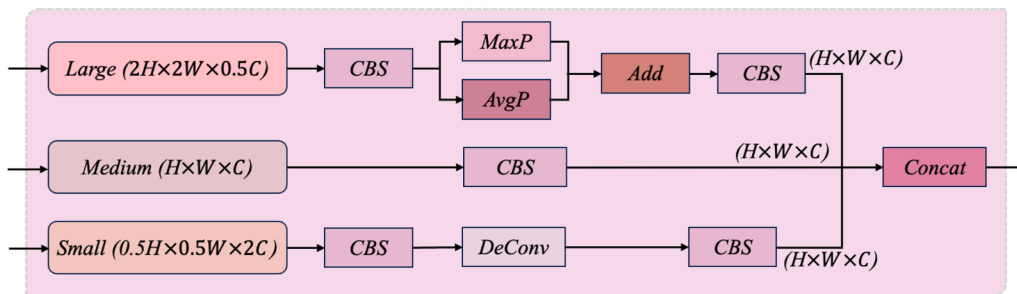 Large (2H×2W×0.5C)
CBS
MaxP
AvgP
Add
CBS
(H×W×C)
Medium (H×W×C)
CBS
(H×W×C)
Concat
Small (0.5H×0.5W×2C)
CBS
DeConv
CBS
(H×W×C)